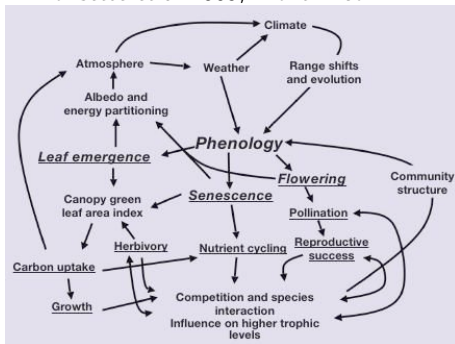 Climate
Atmosphere
Weather
Range shifts
and evolution
Albedo and
energy partitioning
Phenology
Leaf emergence
Flowering
Community
structure
Senescence
Canopy green
leaf area index
Pollination
Herbivory
Nutrient cycling
Reproductive
success
Carbon uptake
Growth
Competition and species
interaction
Influence on higher trophic
levels